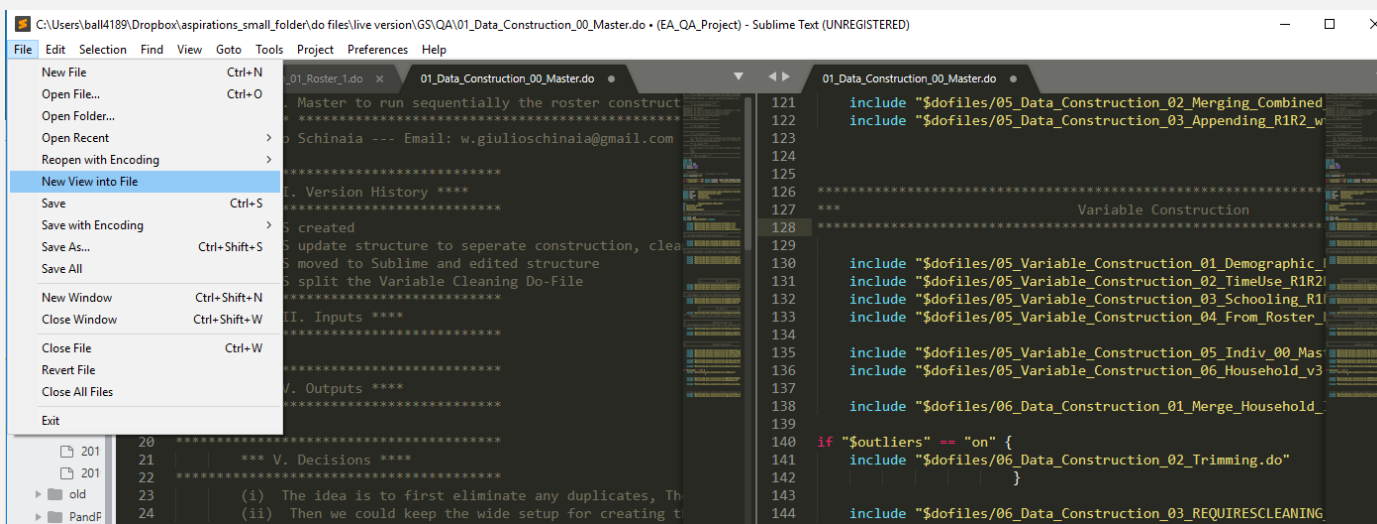 C:\Users\ball4189\Dropbox\aspirations_small_folder\do files\live version\GS\QA\01_Data_Construction_00_Master.do • (EA_QA_Project) - Sublime Text (UNREGISTERED)
File Edit Selection Find View Goto Tools Project Preferences Help
New File Ctrl+N
Open File... Ctrl+O
Open Folder...
Open Recent
Reopen with Encoding
New View into File
Save Ctrl+S
Save with Encoding
Save As... Ctrl+Shift+S
Save All
New Window Ctrl+Shift+N
Close Window Ctrl+Shift+W
Close File Ctrl+W
Revert File
Close All Files
Exit
201
201
old
PandP
_01_Roster_1.do × 01_Data_Construction_00_Master.do
. Master to run sequentially the roster construct
* ****************************************
o Schinaia --- Email: w.giulioschinaia@gmail.com
****************************
I. Version History ****
****************************
S created
S update structure to seperate construction, clea
S moved to Sublime and edited structure
S split the Variable Cleaning Do-File
****************************
II. Inputs ****
****************************
****************************
V. Outputs ****
****************************
20 *****************************************
21 *** V. Decisions ****
22 *****************************************
23 (i) The idea is to first eliminate any duplicates, Th
24 (ii) Then we could keep the wide setup for creating t
01_Data_Construction_00_Master.do
121 include "$dofiles/05_Data_Construction_02_Merging_Combined_
122 include "$dofiles/05_Data_Construction_03_Appending_R1R2_w
123
124
125
126 ****************************************************************
127 *** Variable Construction
128 ****************************************************************
129
130 include "$dofiles/05_Variable_Construction_01_Demographic_
131 include "$dofiles/05_Variable_Construction_02_TimeUse_R1R2
132 include "$dofiles/05_Variable_Construction_03_Schooling_R1
133 include "$dofiles/05_Variable_Construction_04_From_Roster_
134
135 include "$dofiles/05_Variable_Construction_05_Indiv_00_Mas
136 include "$dofiles/05_Variable_Construction_06_Household_v3
137
138 include "$dofiles/06_Data_Construction_01_Merge_Household_
139
140 if "$outliers" == "on" {
141 include "$dofiles/06_Data_Construction_02_Trimming.do"
142 }
143
144 include "$dofiles/06_Data_Construction_03_REQUIRESCLEANING_